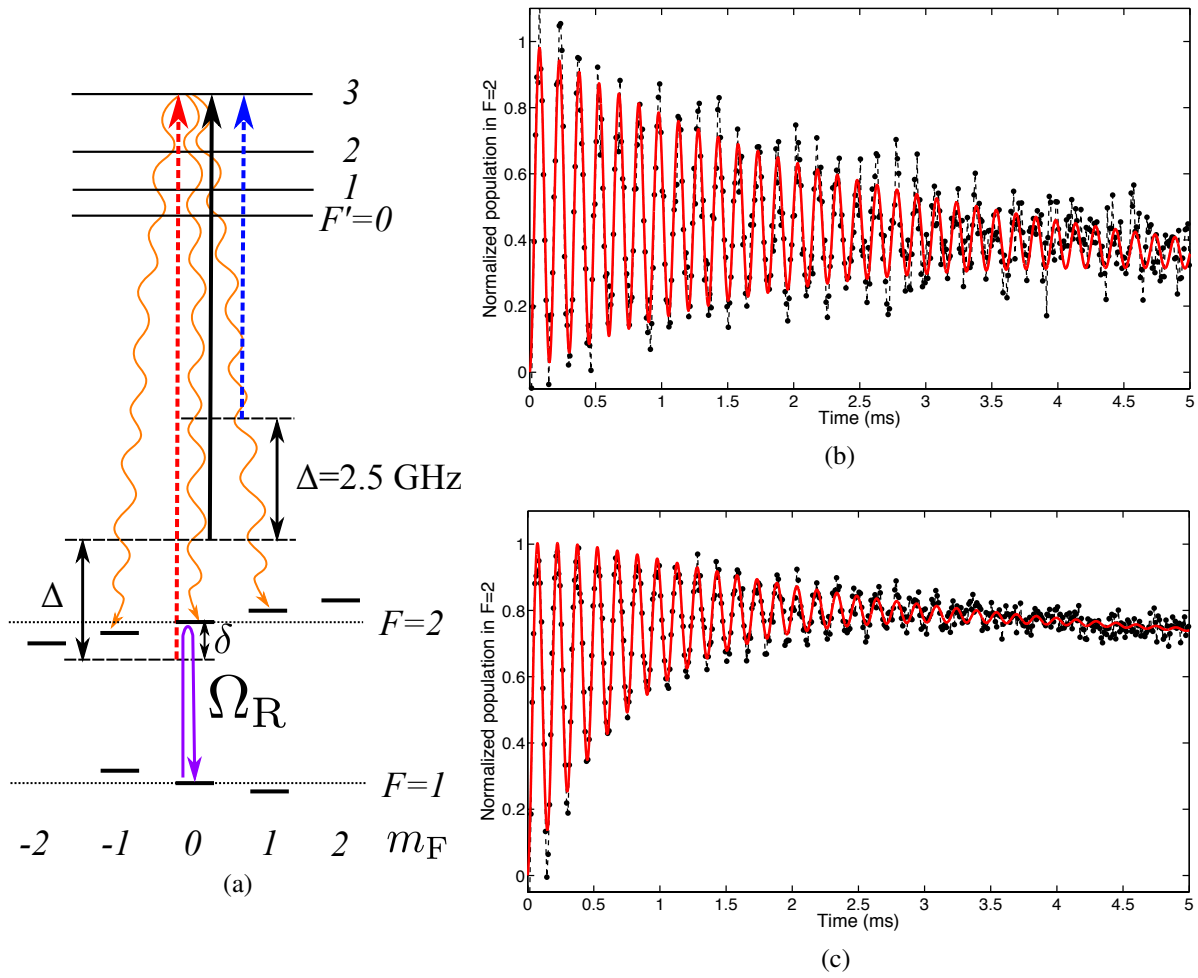 3
2
1
F'=0
Δ=2.5 GHz
Δ
F=2
δ
Ω_R
F=1
-2 -1 0 1 2 m_F
(a)
Normalized population in F=2
1
0.8
0.6
0.4
0.2
0
0 0.5 1 1.5 2 2.5 3 3.5 4 4.5 5
Time (ms)
(b)
Normalized population in F=2
1
0.8
0.6
0.4
0.2
0
0 0.5 1 1.5 2 2.5 3 3.5 4 4.5 5
Time (ms)
(c)